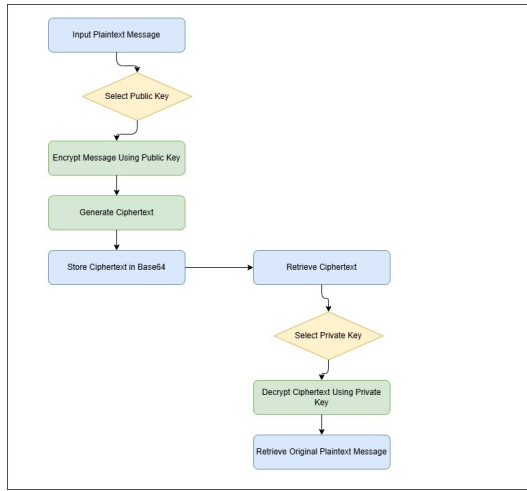 Input Plaintext Message
Select Public Key
Encrypt Message Using Public Key
Generate Ciphertext
Store Ciphertext in Base64
Retrieve Ciphertext
Select Private Key
Decrypt Ciphertext Using Private
Key
Retrieve Original Plaintext Message